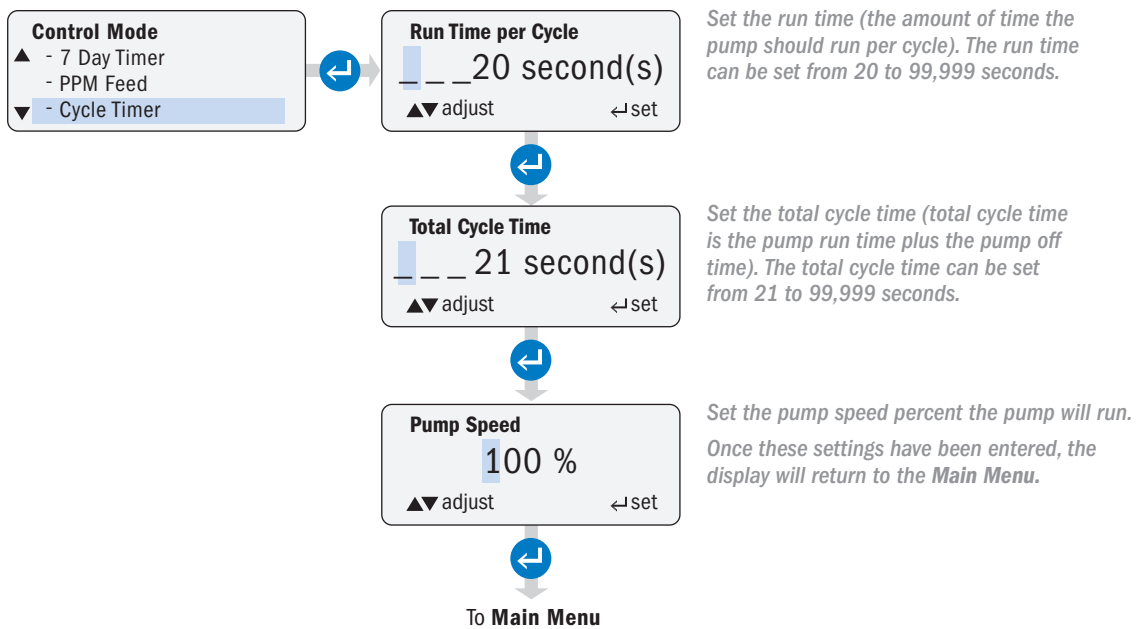 Control Mode
▲ - 7 Day Timer
- PPM Feed
▼ - Cycle Timer
Run Time per Cycle
_ _ _20 second(s)
▲▼ adjust ↵ set
Set the run time (the amount of time the
pump should run per cycle). The run time
can be set from 20 to 99,999 seconds.
Total Cycle Time
_ _ _ 21 second(s)
▲▼ adjust ↵ set
Set the total cycle time (total cycle time
is the pump run time plus the pump off
time). The total cycle time can be set
from 21 to 99,999 seconds.
Pump Speed
100 %
▲▼ adjust ↵ set
Set the pump speed percent the pump will run.
Once these settings have been entered, the
display will return to the Main Menu.
To Main Menu